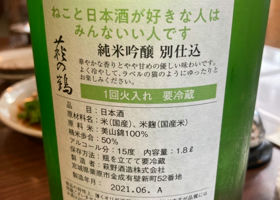 ねこと日本酒が好きな人は
みんないい人です
萩の鶴
純米吟醸 別仕込
華やかな香りとやや甘めの優しい味わいです。
よく冷やして、ラベルの猫のようにゆったりと
お楽しみください。
1回火入れ 要冷蔵
品目：日本酒
原材料名：米（国産）、米麹（国産米）
原料米：美山錦100％
精米歩合：50％
アルコール分：15度 内容量：1.8ℓ
保存方法：瓶を立てて要冷蔵
製造者：萩野酒造株式会社
宮城県栗原市金成有壁新町52番地
製造年月 2021.06.A